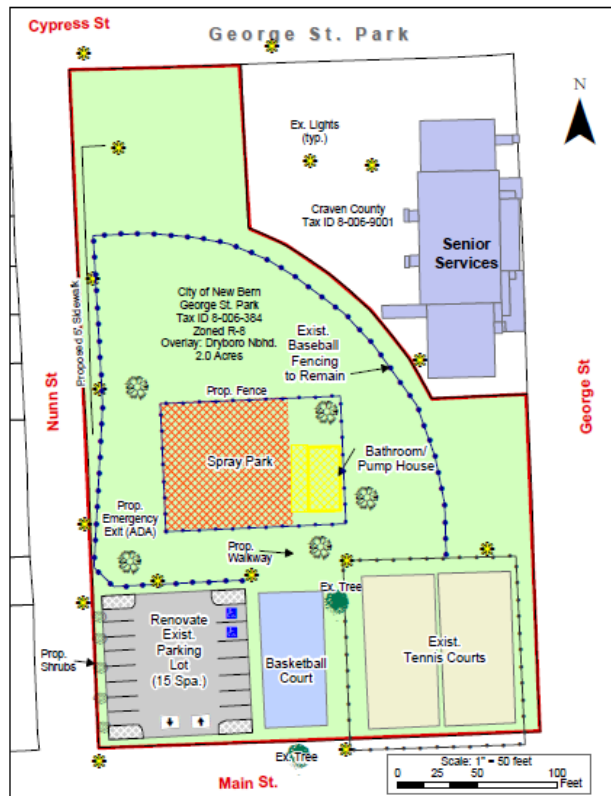 Cypress St
George St. Park
N
Ex. Lights
(typ.)
Craven County
Tax ID 8-006-9001
Senior
Services
City of New Bern
George St. Park
Tax ID 8-006-384
Zoned R-8
Overlay: Dryboro Nbhd.
2.0 Acres
Exist.
Baseball
Fencing
to Remain
Proposed 5' Sidewalk
Nunn St
George St
Prop. Fence
Spray Park
Bathroom/
Pump House
Prop.
Emergency
Exit (ADA)
Prop.
Walkway
Ex. Tree
Renovate
Exist.
Parking
Lot
(15 Spa.)
Prop.
Shrubs
Basketball
Court
Exist.
Tennis Courts
Ex. Tree
Main St.
Scale: 1" = 50 feet
0 25 50 100
Feet